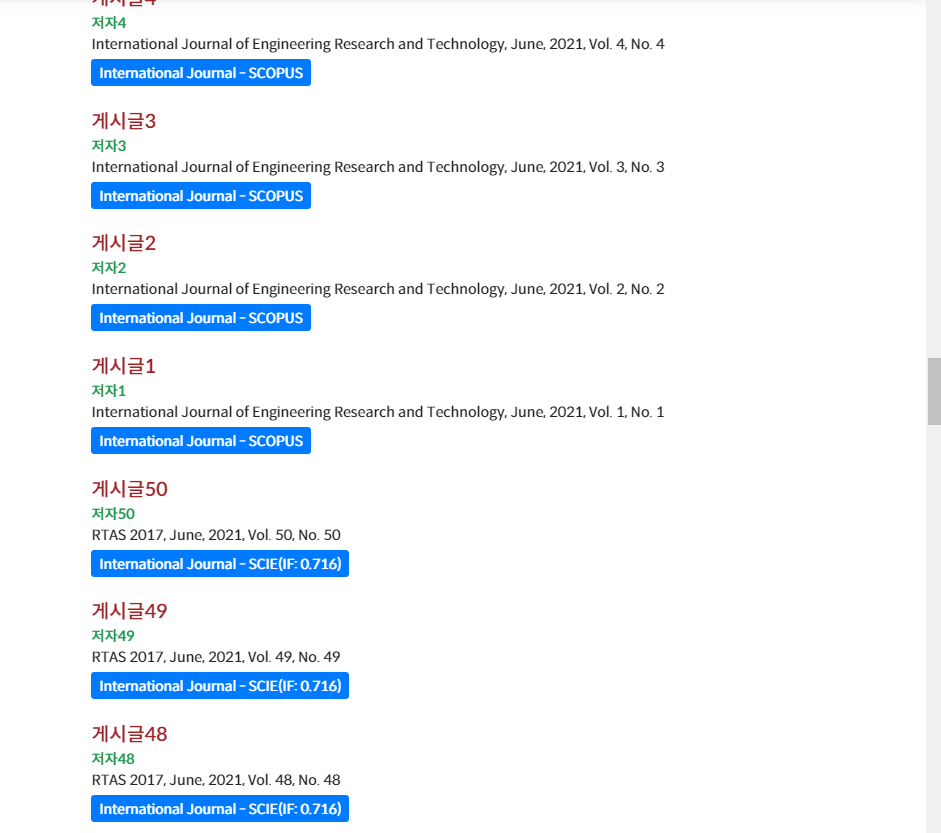 게시글4
저자4
International Journal of Engineering Research and Technology, June, 2021, Vol. 4, No. 4
International Journal - SCOPUS
게시글3
저자3
International Journal of Engineering Research and Technology, June, 2021, Vol. 3, No. 3
International Journal - SCOPUS
게시글2
저자2
International Journal of Engineering Research and Technology, June, 2021, Vol. 2, No. 2
International Journal - SCOPUS
게시글1
저자1
International Journal of Engineering Research and Technology, June, 2021, Vol. 1, No. 1
International Journal - SCOPUS
게시글50
저자50
RTAS 2017, June, 2021, Vol. 50, No. 50
International Journal - SCIE(IF: 0.716)
게시글49
저자49
RTAS 2017, June, 2021, Vol. 49, No. 49
International Journal - SCIE(IF: 0.716)
게시글48
저자48
RTAS 2017, June, 2021, Vol. 48, No. 48
International Journal - SCIE(IF: 0.716)